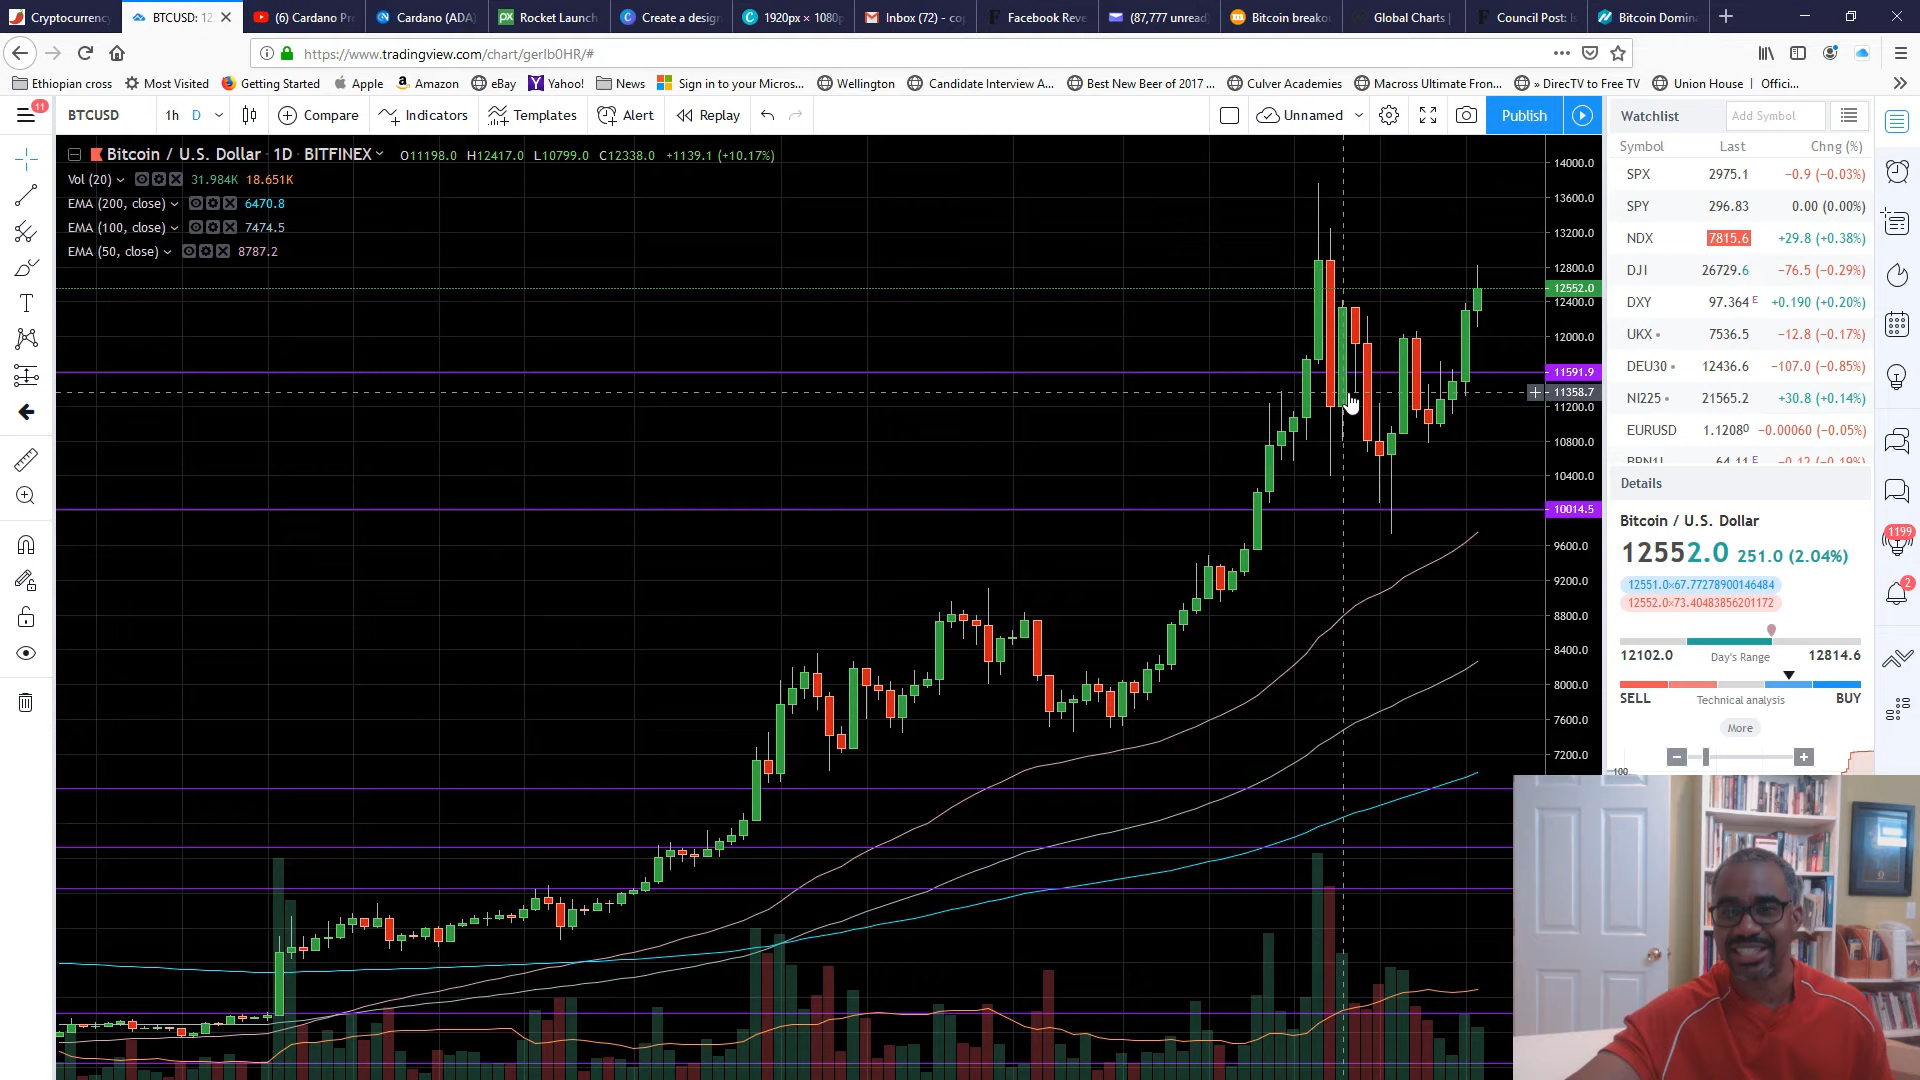 Cryptocurrency
BTCUSD: 12
(6) Cardano Pr
Cardano (ADA
Rocket Launch
Create a desig
1920px × 1080p
Inbox (72) - co
Facebook Reve
(87,777 unread)
Bitcoin breako
Global Charts |
Council Post: Is
Bitcoin Domin
https://www.tradingview.com/chart/gerIb0HR/#
Ethiopian cross
Most Visited
Getting Started
Apple
Amazon
eBay
Yahoo!
News
Sign in to your Micros...
Wellington
Candidate Interview A...
Best New Beer of 2017 ...
Culver Academies
Macross Ultimate Fron...
» DirecTV to Free TV
Union House | Offici...
11
BTCUSD
1h
D
Compare
Indicators
Templates
Alert
Replay
Unnamed
Publish
Watchlist
Add Symbol
Bitcoin / U.S. Dollar 1D BITFINEX O11198.0 H12417.0 L10799.0 C12338.0 +1139.1 (+10.17%)
Vol (20) 31.984K 18.651K
EMA (200, close) 6470.8
EMA (100, close) 7474.5
EMA (50, close) 8787.2
14000.0
13600.0
13200.0
12800.0
12552.0
12400.0
12000.0
11591.9
11358.7
11200.0
10800.0
10400.0
10014.5
9600.0
9200.0
8800.0
8400.0
8000.0
7600.0
7200.0
Symbol Last Chng (%)
SPX 2975.1 −0.9 (−0.03%)
SPY 296.83 0.00 (0.00%)
NDX 7815.6 +29.8 (+0.38%)
DJI 26729.6 −76.5 (−0.29%)
DXY 97.364 E +0.190 (+0.20%)
UKX 7536.5 −12.8 (−0.17%)
DEU30 12436.6 −107.0 (−0.85%)
NI225 21565.2 +30.8 (+0.14%)
EURUSD 1.12080 −0.00060 (−0.05%)
Details
Bitcoin / U.S. Dollar
12552.0 251.0 (2.04%)
12551.0×67.77278900146484
12552.0×73.40483856201172
12102.0 Day's Range 12814.6
SELL Technical analysis BUY
More
100
1199
2